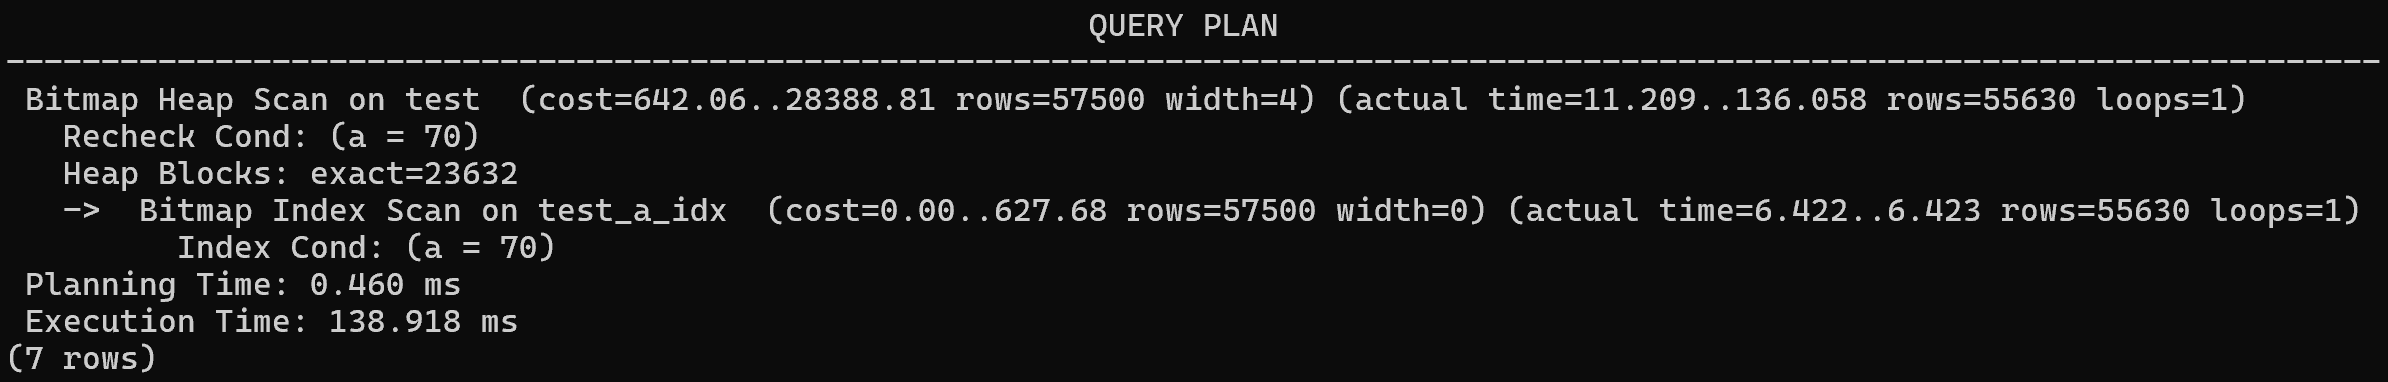 QUERY PLAN
-----------------------------------------------------------------------------------------------------------------------------
Bitmap Heap Scan on test  (cost=642.06..28388.81 rows=57500 width=4) (actual time=11.209..136.058 rows=55630 loops=1)
Recheck Cond: (a = 70)
Heap Blocks: exact=23632
->  Bitmap Index Scan on test_a_idx  (cost=0.00..627.68 rows=57500 width=0) (actual time=6.422..6.423 rows=55630 loops=1)
Index Cond: (a = 70)
Planning Time: 0.460 ms
Execution Time: 138.918 ms
(7 rows)